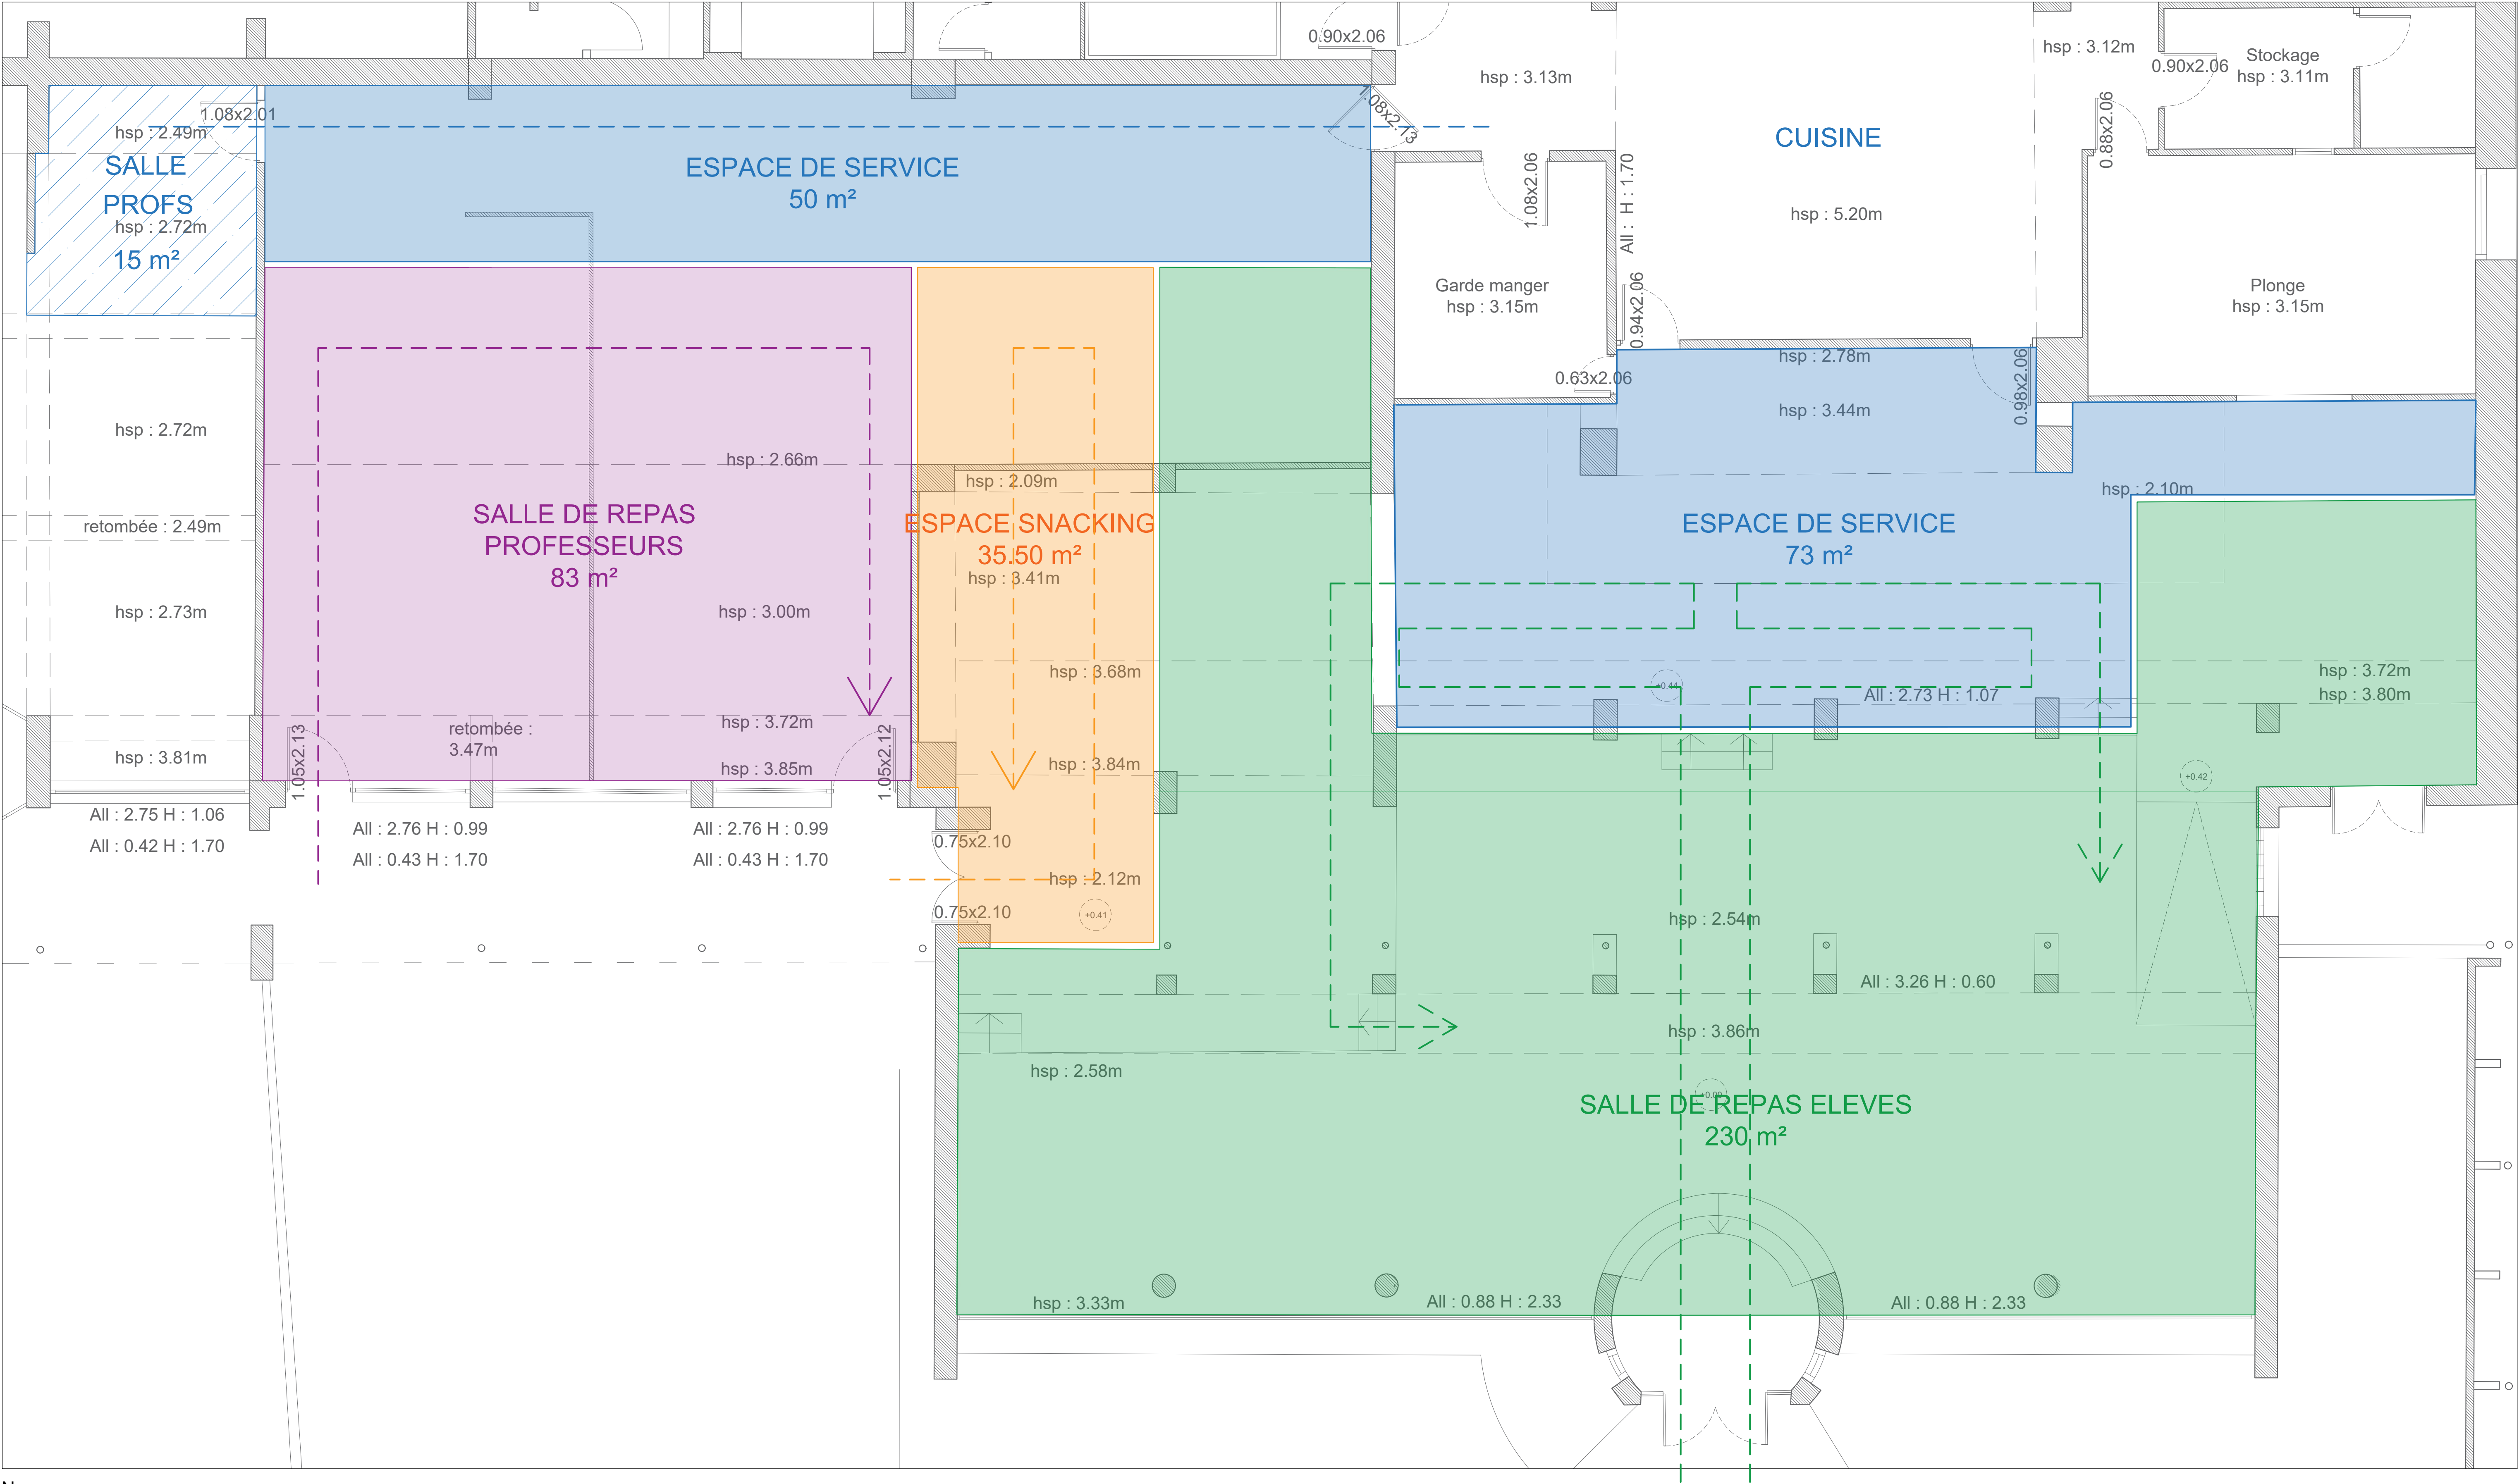 0.90x2.06
hsp : 3.13m
hsp : 3.12m
0.90x2.06
Stockage
hsp : 3.11m
1.08x2.01
hsp : 2.49m
SALLE
PROFS
hsp : 2.72m
15 m²
ESPACE DE SERVICE
50 m²
1.08x2.13
CUISINE
0.88x2.06
1.08x2.06
All : H : 1.70
hsp : 5.20m
Garde manger
hsp : 3.15m
0.94x2.06
Plonge
hsp : 3.15m
hsp : 2.78m
0.63x2.06
0.98x2.06
hsp : 3.44m
hsp : 2.72m
hsp : 2.66m
hsp : 2.09m
hsp : 2.10m
retombée : 2.49m
SALLE DE REPAS
PROFESSEURS
83 m²
ESPACE SNACKING
35.50 m²
hsp : 3.41m
ESPACE DE SERVICE
73 m²
hsp : 2.73m
hsp : 3.00m
hsp : 3.68m
+0.44
All : 2.73 H : 1.07
hsp : 3.72m
hsp : 3.80m
retombée :
3.47m
hsp : 3.72m
hsp : 3.81m
1.05x2.13
hsp : 3.85m
1.05x2.12
hsp : 3.84m
+0.42
All : 2.75 H : 1.06
All : 0.42 H : 1.70
All : 2.76 H : 0.99
All : 0.43 H : 1.70
All : 2.76 H : 0.99
All : 0.43 H : 1.70
0.75x2.10
hsp : 2.12m
0.75x2.10
+0.41
hsp : 2.54m
All : 3.26 H : 0.60
hsp : 3.86m
hsp : 2.58m
+0.00
SALLE DE REPAS ELEVES
230 m²
hsp : 3.33m
All : 0.88 H : 2.33
All : 0.88 H : 2.33